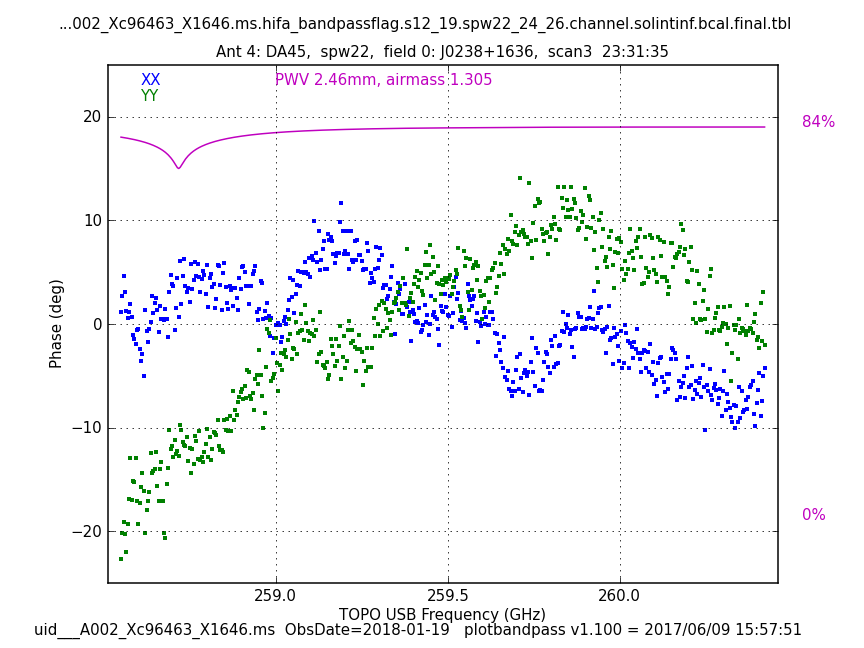 ...002_Xc96463_X1646.ms.hifa_bandpassflag.s12_19.spw22_24_26.channel.solintinf.bcal.final.tbl
Ant 4: DA45, spw22, field 0: J0238+1636, scan3 23:31:35
XX
PWV 2.46mm, airmass 1.305
YY
84%
0%
20
10
0
−10
−20
Phase (deg)
259.0
259.5
260.0
TOPO USB Frequency (GHz)
uid___A002_Xc96463_X1646.ms ObsDate=2018-01-19 plotbandpass v1.100 = 2017/06/09 15:57:51